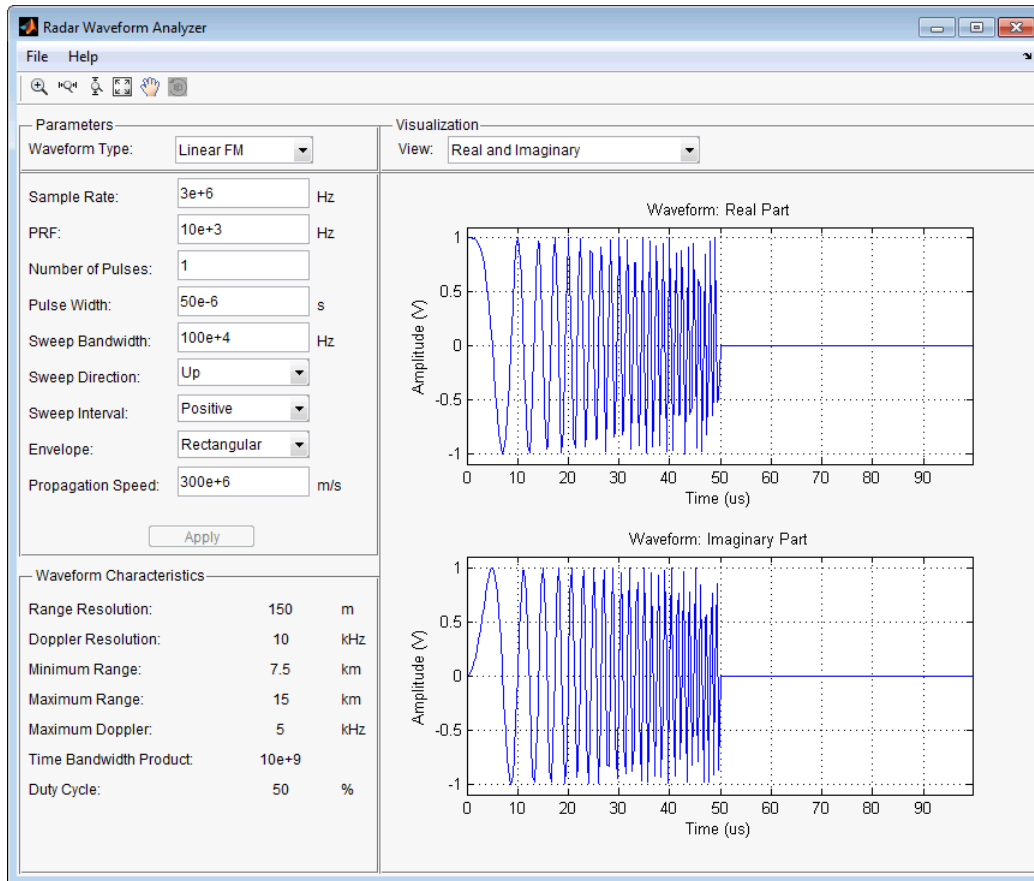 Radar Waveform Analyzer
File Help
Parameters
Waveform Type: Linear FM
Sample Rate: 3e+6 Hz
PRF: 10e+3 Hz
Number of Pulses: 1
Pulse Width: 50e-6 s
Sweep Bandwidth: 100e+4 Hz
Sweep Direction: Up
Sweep Interval: Positive
Envelope: Rectangular
Propagation Speed: 300e+6 m/s
Apply
Waveform Characteristics
Range Resolution: 150 m
Doppler Resolution: 10 kHz
Minimum Range: 7.5 km
Maximum Range: 15 km
Maximum Doppler: 5 kHz
Time Bandwidth Product: 10e+9
Duty Cycle: 50 %
Visualization
View: Real and Imaginary
Waveform: Real Part
Amplitude (V)
1
0.5
0
-0.5
-1
0 10 20 30 40 50 60 70 80 90
Time (us)
Waveform: Imaginary Part
Amplitude (V)
1
0.5
0
-0.5
-1
0 10 20 30 40 50 60 70 80 90
Time (us)